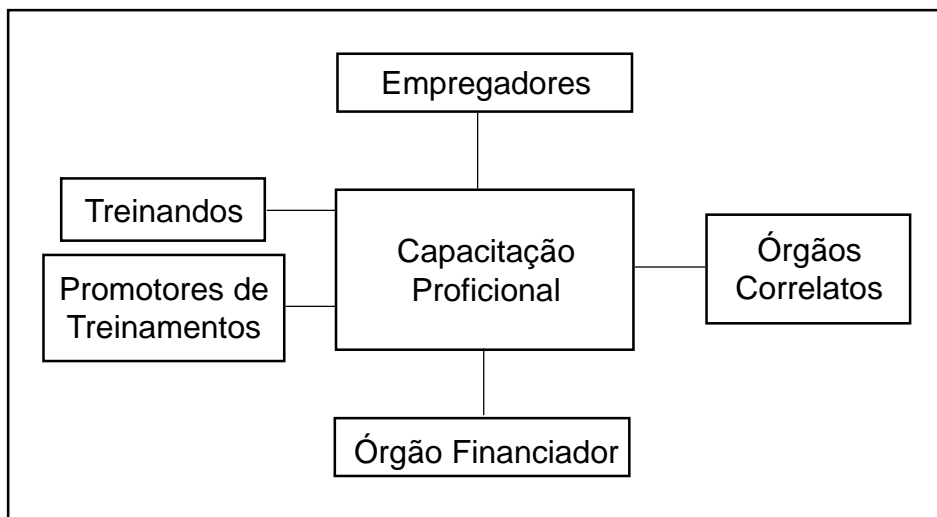 Empregadores
Treinandos
Promotores de
Treinamentos
Capacitação
Proficional
Órgãos
Correlatos
Órgão Financiador